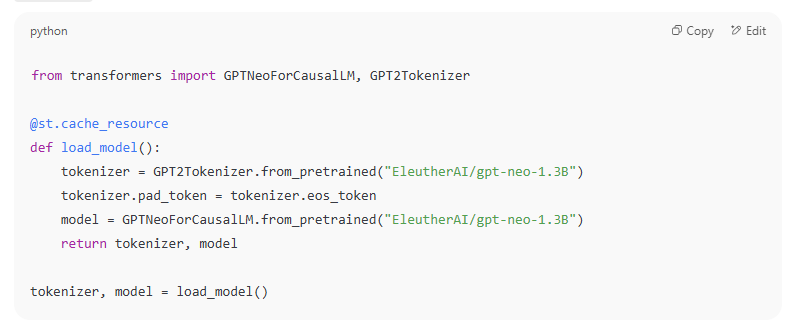 python
Copy
Edit
from transformers import GPTNeoForCausalLM, GPT2Tokenizer
@st.cache_resource
def load_model():
    tokenizer = GPT2Tokenizer.from_pretrained("EleutherAI/gpt-neo-1.3B")
    tokenizer.pad_token = tokenizer.eos_token
    model = GPTNeoForCausalLM.from_pretrained("EleutherAI/gpt-neo-1.3B")
    return tokenizer, model
tokenizer, model = load_model()